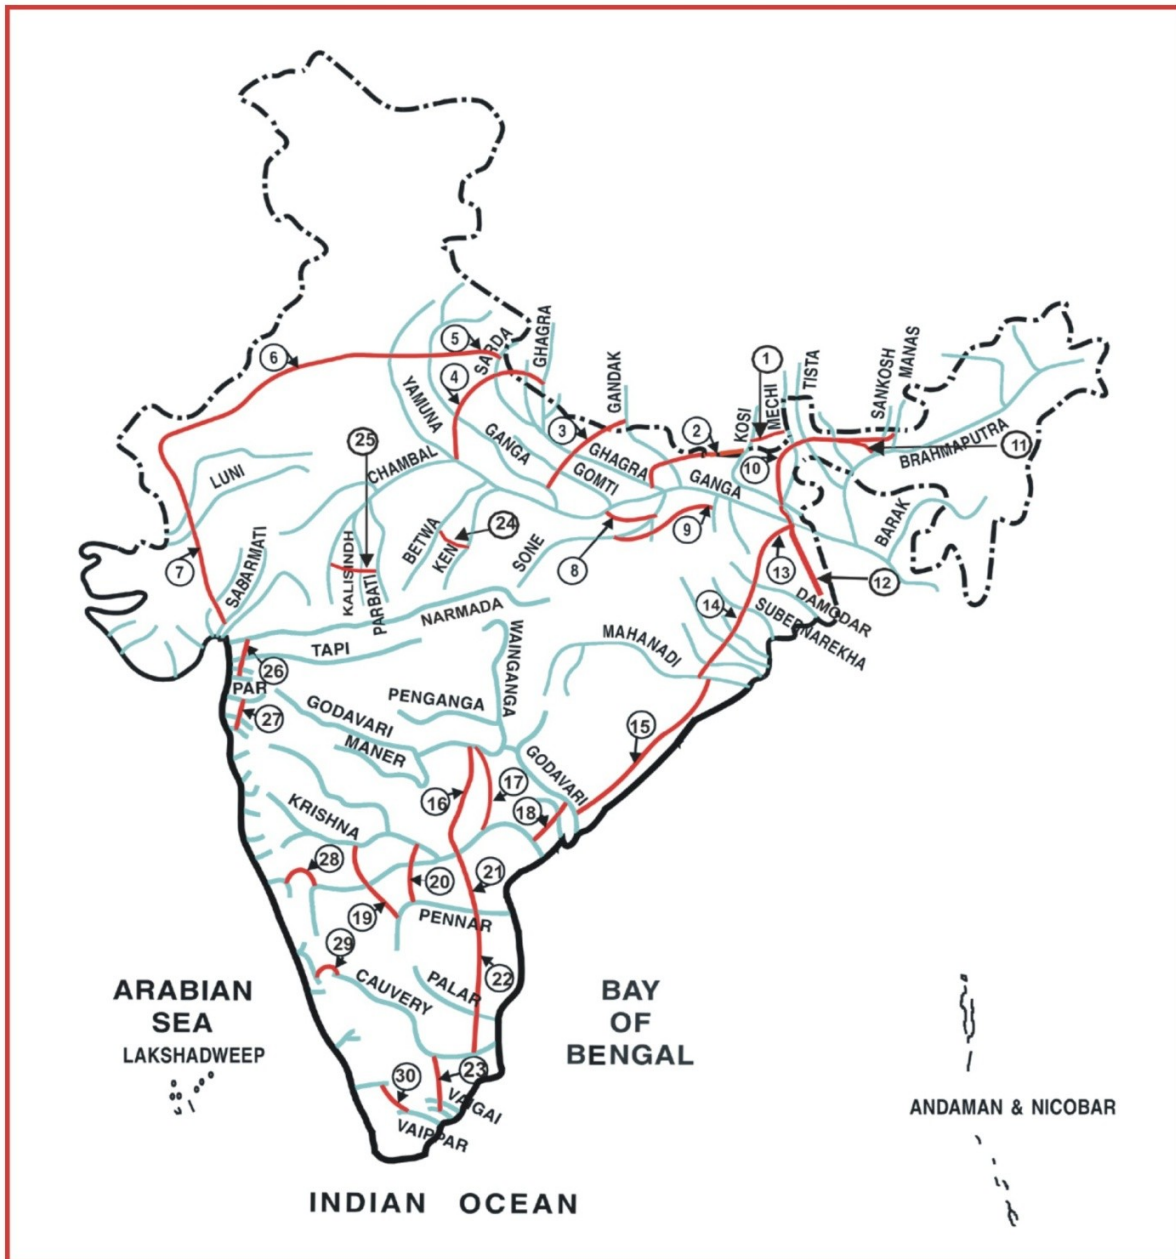 1
5
SARDA
GHAGRA
6
4
GANDAK
TISTA
SANKOSH
MANAS
KOSI
MECHI
YAMUNA
3
2
25
GANGA
GHAGRA
10
11
BRAHMAPUTRA
LUNI
CHAMBAL
GOMTI
GANGA
BETWA
KEN
24
9
BARAK
SONE
SABARMATI
KALISINDH
PARBATI
7
8
13
12
DAMODAR
NARMADA
14
SUBERNAREKHA
TAPI
WAINGANGA
MAHANADI
26
PAR
PENGANGA
27
GODAVARI
15
MANER
GODAVARI
16
17
18
KRISHNA
28
20
21
19
PENNAR
29
22
CAUVERY
PALAR
ARABIAN
SEA
LAKSHADWEEP
BAY
OF
BENGAL
30
23
VAIGAI
VAIPPAR
ANDAMAN & NICOBAR
INDIAN OCEAN